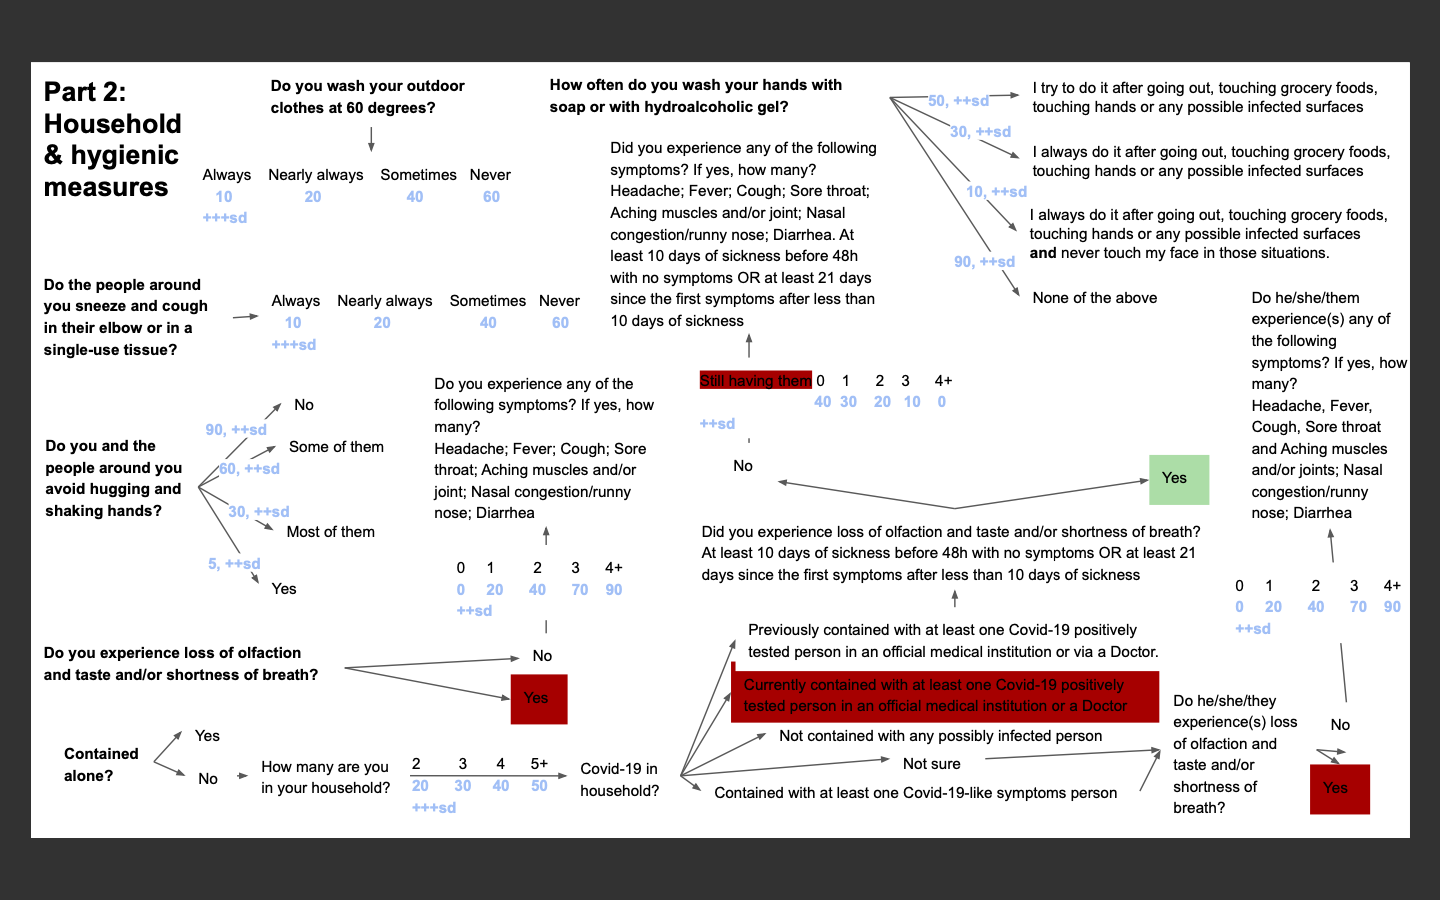 Part 2:
Household
& hygienic
measures
Do you wash your outdoor
clothes at 60 degrees?
Always Nearly always Sometimes Never
10 20 40 60
+++sd
Do the people around
you sneeze and cough
in their elbow or in a
single-use tissue?
Always Nearly always Sometimes Never
10 20 40 60
+++sd
Do you and the
people around you
avoid hugging and
shaking hands?
90, ++sd
No
60, ++sd
Some of them
30, ++sd
Most of them
5, ++sd
Yes
Do you experience loss of olfaction
and taste and/or shortness of breath?
No
Yes
0 1 2 3 4+
0 20 40 70 90
++sd
Do you experience any of the
following symptoms? If yes, how
many?
Headache; Fever; Cough; Sore
throat; Aching muscles and/or
joint; Nasal congestion/runny
nose; Diarrhea
Contained
alone?
Yes
No
How many are you
in your household?
2 3 4 5+
20 30 40 50
+++sd
Covid-19 in
household?
Previously contained with at least one Covid-19 positively
tested person in an official medical institution or via a Doctor.
Currently contained with at least one Covid-19 positively
tested person in an official medical institution or a Doctor
Not contained with any possibly infected person
Not sure
Contained with at least one Covid-19-like symptoms person
Did you experience loss of olfaction and taste and/or shortness of breath?
At least 10 days of sickness before 48h with no symptoms OR at least 21
days since the first symptoms after less than 10 days of sickness
No
Yes
Still having them 0 1 2 3 4+
40 30 20 10 0
++sd
Did you experience any of the following
symptoms? If yes, how many?
Headache; Fever; Cough; Sore throat;
Aching muscles and/or joint; Nasal
congestion/runny nose; Diarrhea. At
least 10 days of sickness before 48h
with no symptoms OR at least 21 days
since the first symptoms after less than
10 days of sickness
How often do you wash your hands with
soap or with hydroalcoholic gel?
50, ++sd
I try to do it after going out, touching grocery foods,
touching hands or any possible infected surfaces
30, ++sd
I always do it after going out, touching grocery foods,
touching hands or any possible infected surfaces
10, ++sd
I always do it after going out, touching grocery foods,
touching hands or any possible infected surfaces
and never touch my face in those situations.
90, ++sd
None of the above
Do he/she/they
experience(s) loss
of olfaction and
taste and/or
shortness of
breath?
No
Yes
0 1 2 3 4+
0 20 40 70 90
++sd
Do he/she/them
experience(s) any of
the following
symptoms? If yes, how
many?
Headache, Fever,
Cough, Sore throat
and Aching muscles
and/or joints; Nasal
congestion/runny
nose; Diarrhea